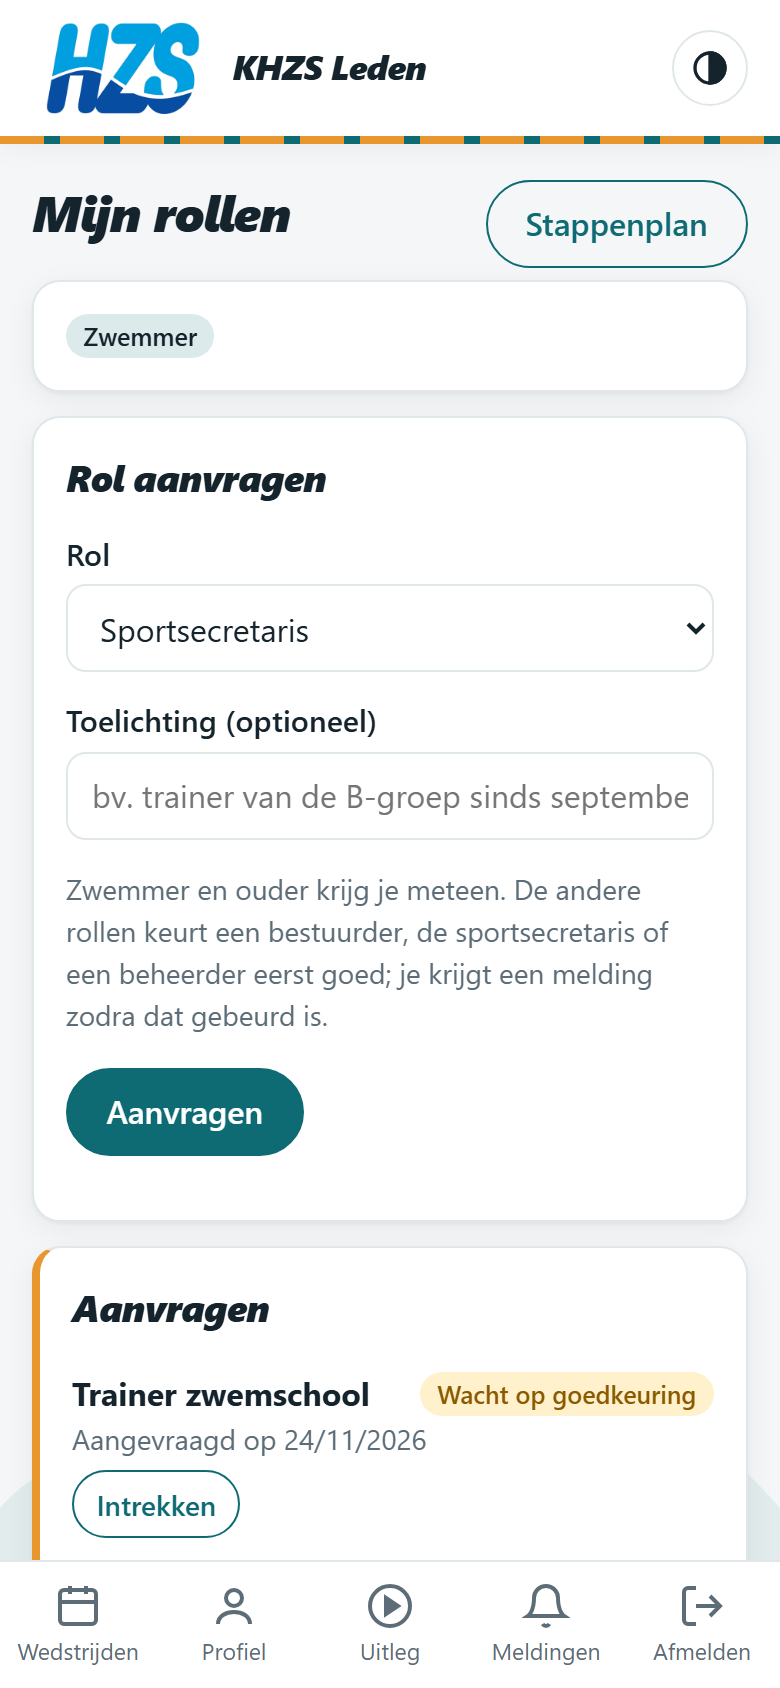 HZS
KHZS Leden
Mijn rollen
Stappenplan
Zwemmer
Rol aanvragen
Rol
Sportsecretaris
Toelichting (optioneel)
bv. trainer van de B-groep sinds septembe
Zwemmer en ouder krijg je meteen. De andere
rollen keurt een bestuurder, de sportsecretaris of
een beheerder eerst goed; je krijgt een melding
zodra dat gebeurd is.
Aanvragen
Aanvragen
Trainer zwemschool
Wacht op goedkeuring
Aangevraagd op 24/11/2026
Intrekken
Wedstrijden
Profiel
Uitleg
Meldingen
Afmelden